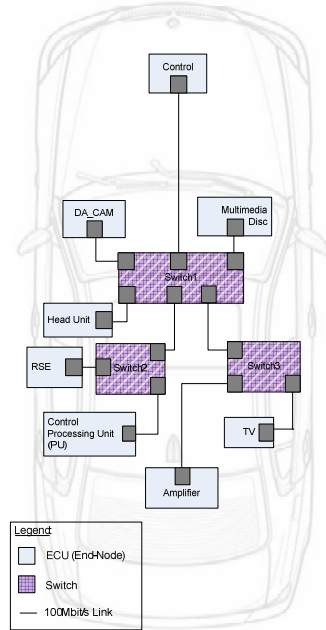 Control
DA_CAM
Multimedia
Disc
Switch1
Head Unit
RSE
Switch2
Switch3
Control
Processing Unit
(PU)
TV
Amplifier
Legend:
ECU (End-Node)
Switch
100Mbit/s Link